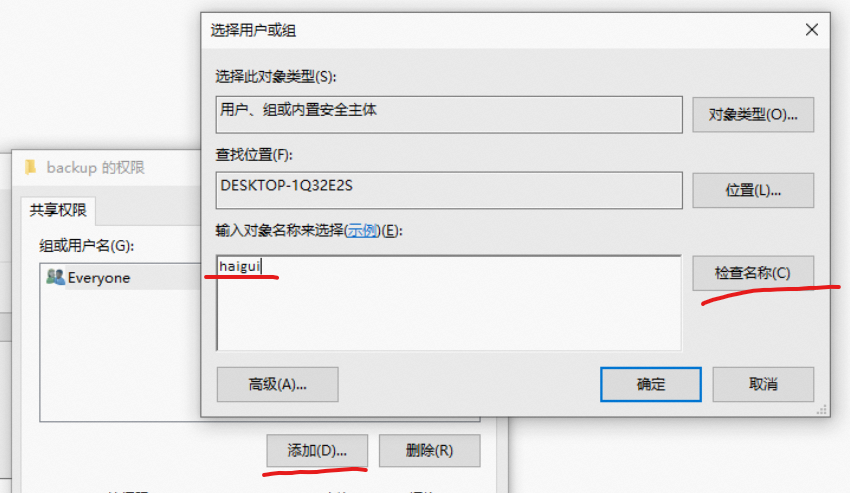 选择用户或组
选择此对象类型(S):
用户、组或内置安全主体
对象类型(O)...
查找位置(F):
DESKTOP-1Q32E2S
位置(L)...
输入对象名称来选择(示例)(E):
haigui
检查名称(C)
高级(A)...
确定
取消
backup 的权限
共享权限
组或用户名(G):
Everyone
添加(D)...
删除(R)